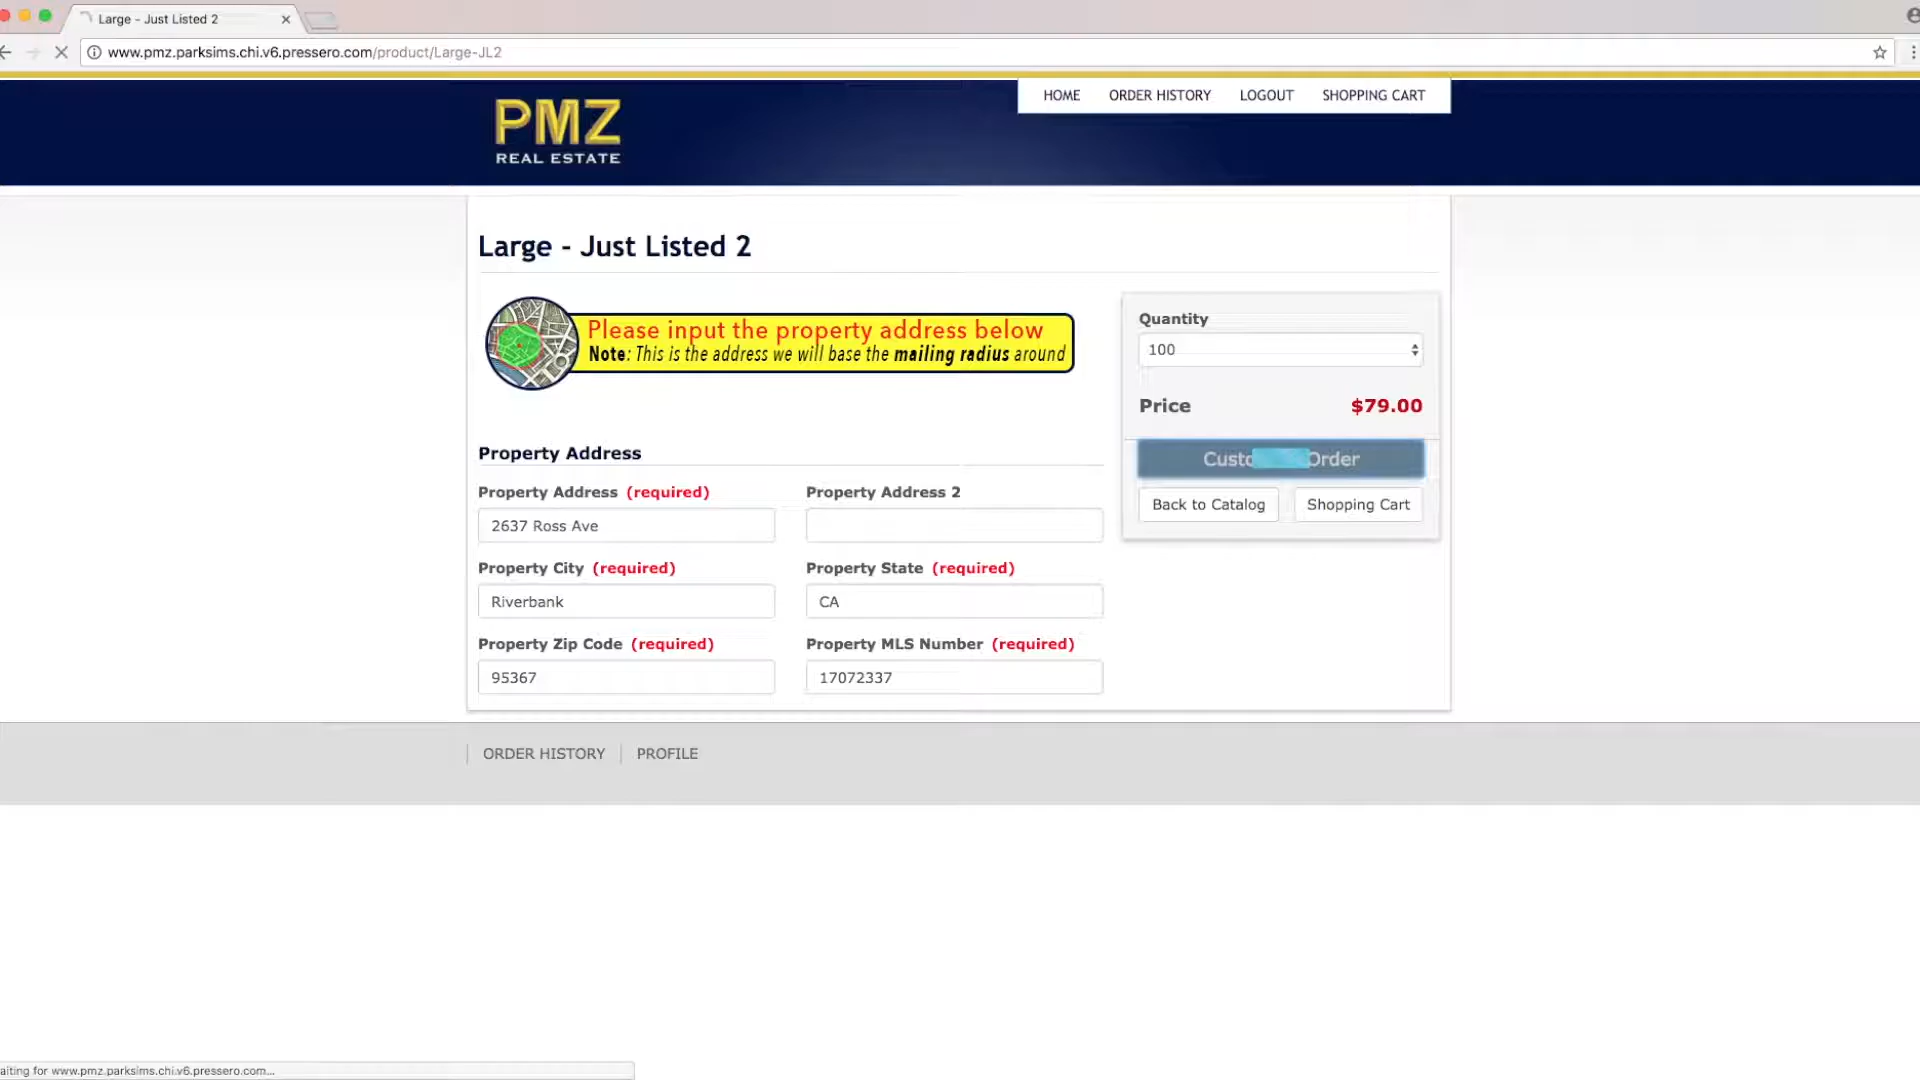 Large - Just Listed 2
www.pmz.parksims.chi.v6.pressero.com/product/Large-JL2
HOME ORDER HISTORY LOGOUT SHOPPING CART
PMZ
REAL ESTATE
Large - Just Listed 2
Please input the property address below
Note: This is the address we will base the mailing radius around
Quantity
100
Price $79.00
Order
Back to Catalog Shopping Cart
Property Address
Property Address (required) Property Address 2
2637 Ross Ave
Property City (required) Property State (required)
Riverbank CA
Property Zip Code (required) Property MLS Number (required)
95367 17072337
ORDER HISTORY PROFILE
aiting for www.pmz.parksims.chi.v6.pressero.com...